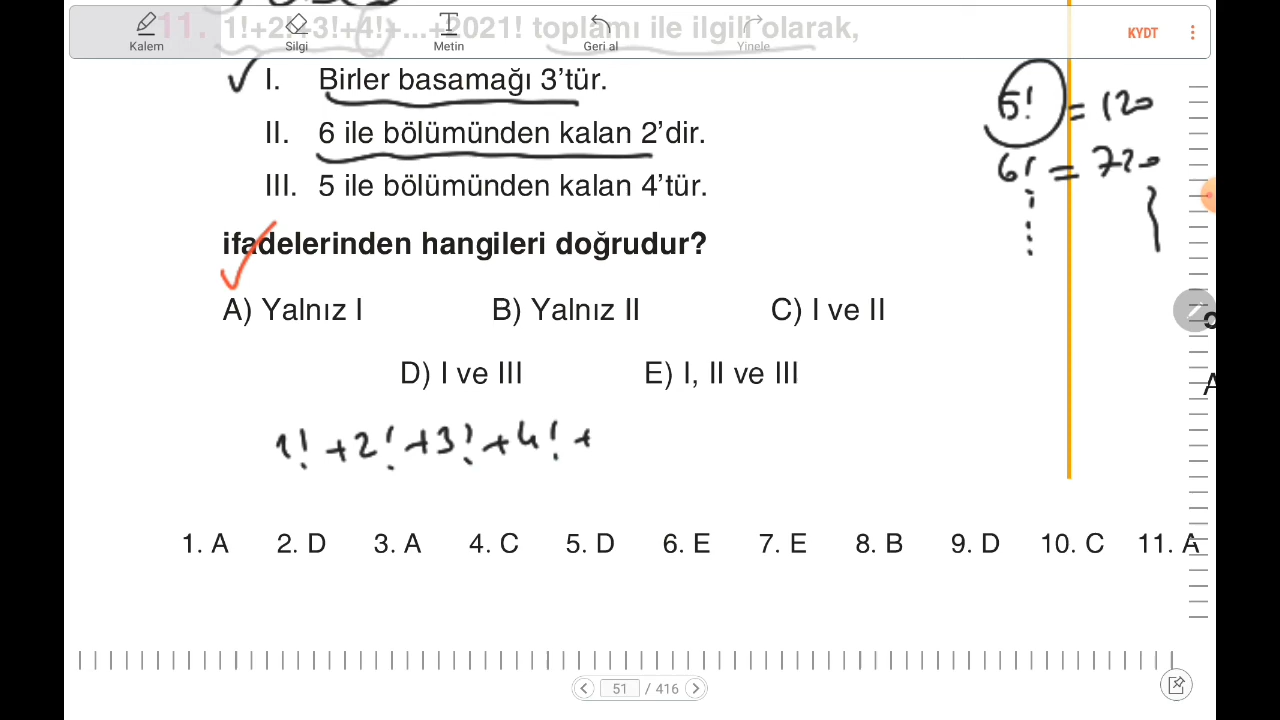 11. 1!+2!+3!+4!+...+2021! toplamı ile ilgili olarak,
Kalem Silgi Metin Geri al Yinele KYDT
I. Birler basamağı 3'tür.
II. 6 ile bölümünden kalan 2'dir.
III. 5 ile bölümünden kalan 4'tür.
5! = 120
6! = 720
ifadelerinden hangileri doğrudur?
A) Yalnız I B) Yalnız II C) I ve II
D) I ve III E) I, II ve III
1! + 2! + 3! + 4! +
1. A 2. D 3. A 4. C 5. D 6. E 7. E 8. B 9. D 10. C 11. A
51 / 416